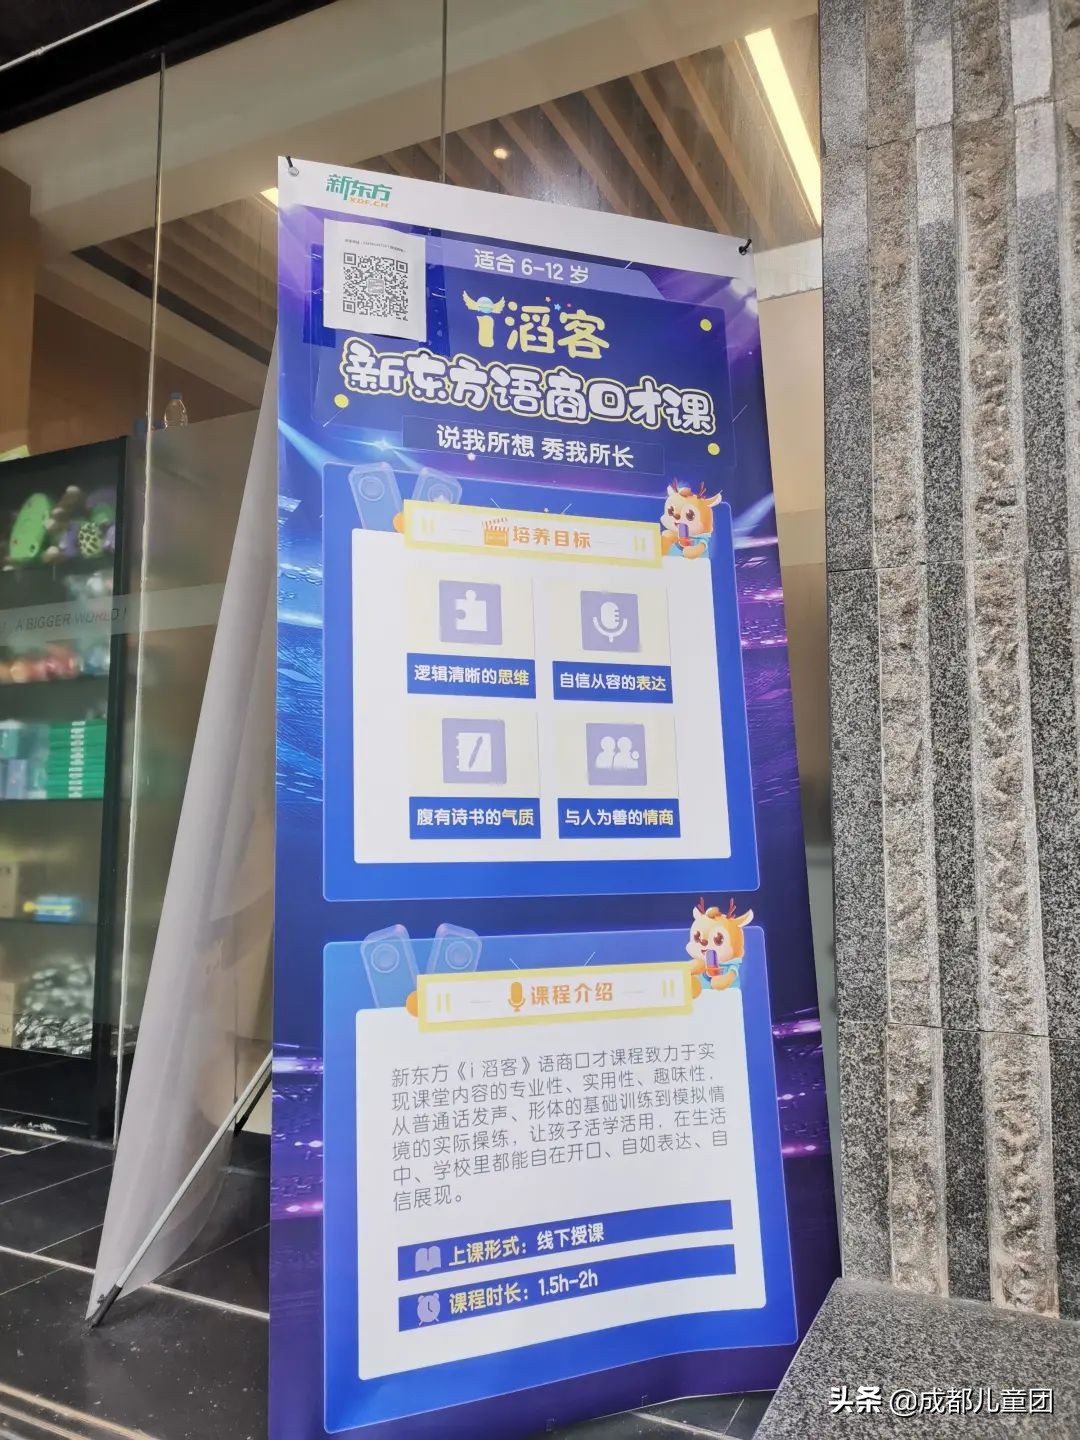 新东方
XDF.CN
适合 6-12 岁
i滔客
新东方语商口才课
说我所想 秀我所长
培养目标
逻辑清晰的思维
自信从容的表达
腹有诗书的气质
与人为善的情商
A BIGGER WORLD!
课程介绍
新东方《i 滔客》语商口才课程致力于实
现课堂内容的专业性、实用性、趣味性，
从普通话发声、形体的基础训练到模拟情
境的实际操练，让孩子活学活用，在生活
中、学校里都能自在开口、自如表达、自
信展现。
上课形式：线下授课
课程时长：1.5h-2h
头条 @成都儿童团